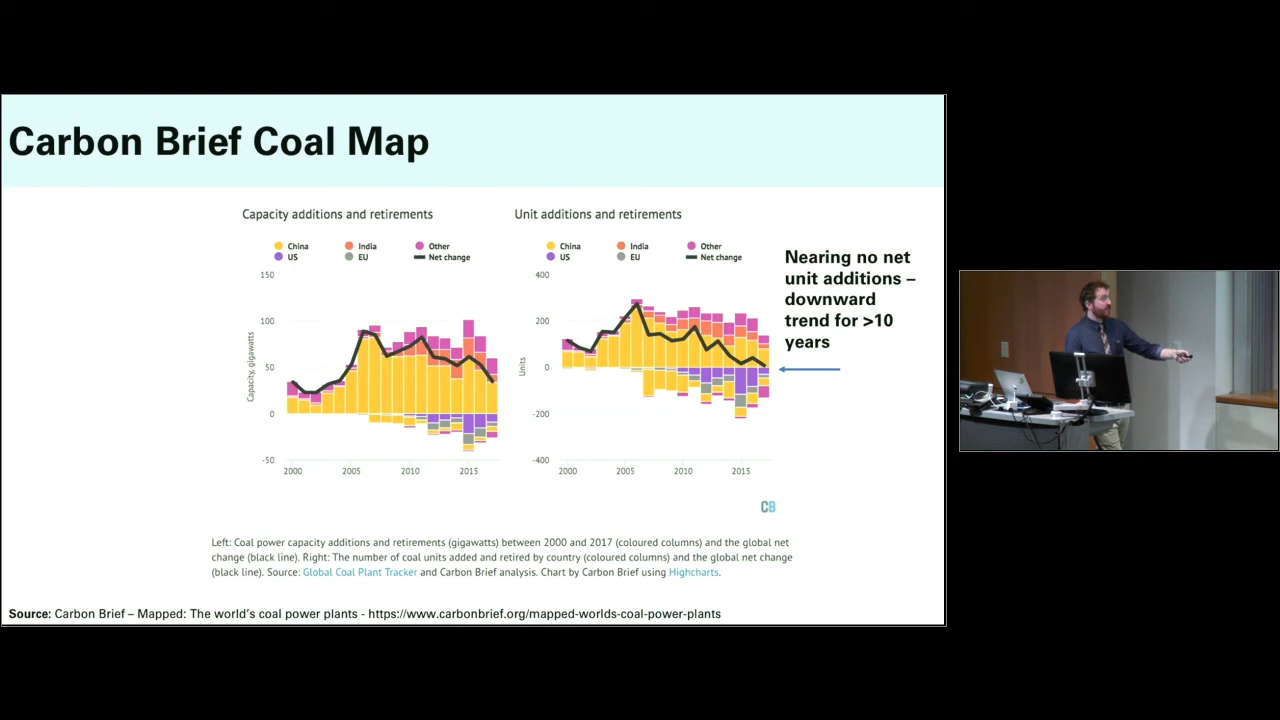 Carbon Brief Coal Map
Capacity additions and retirements
China
India
Other
US
EU
Net change
Capacity, gigawatts
150
100
50
0
-50
2000
2005
2010
2015
Unit additions and retirements
China
India
Other
US
EU
Net change
Units
400
200
0
-200
-400
2000
2005
2010
2015
Nearing no net
unit additions –
downward
trend for >10
years
CB
Left: Coal power capacity additions and retirements (gigawatts) between 2000 and 2017 (coloured columns) and the global net
change (black line). Right: The number of coal units added and retired by country (coloured columns) and the global net change
(black line). Source: Global Coal Plant Tracker and Carbon Brief analysis. Chart by Carbon Brief using Highcharts.
Source: Carbon Brief – Mapped: The world's coal power plants - https://www.carbonbrief.org/mapped-worlds-coal-power-plants